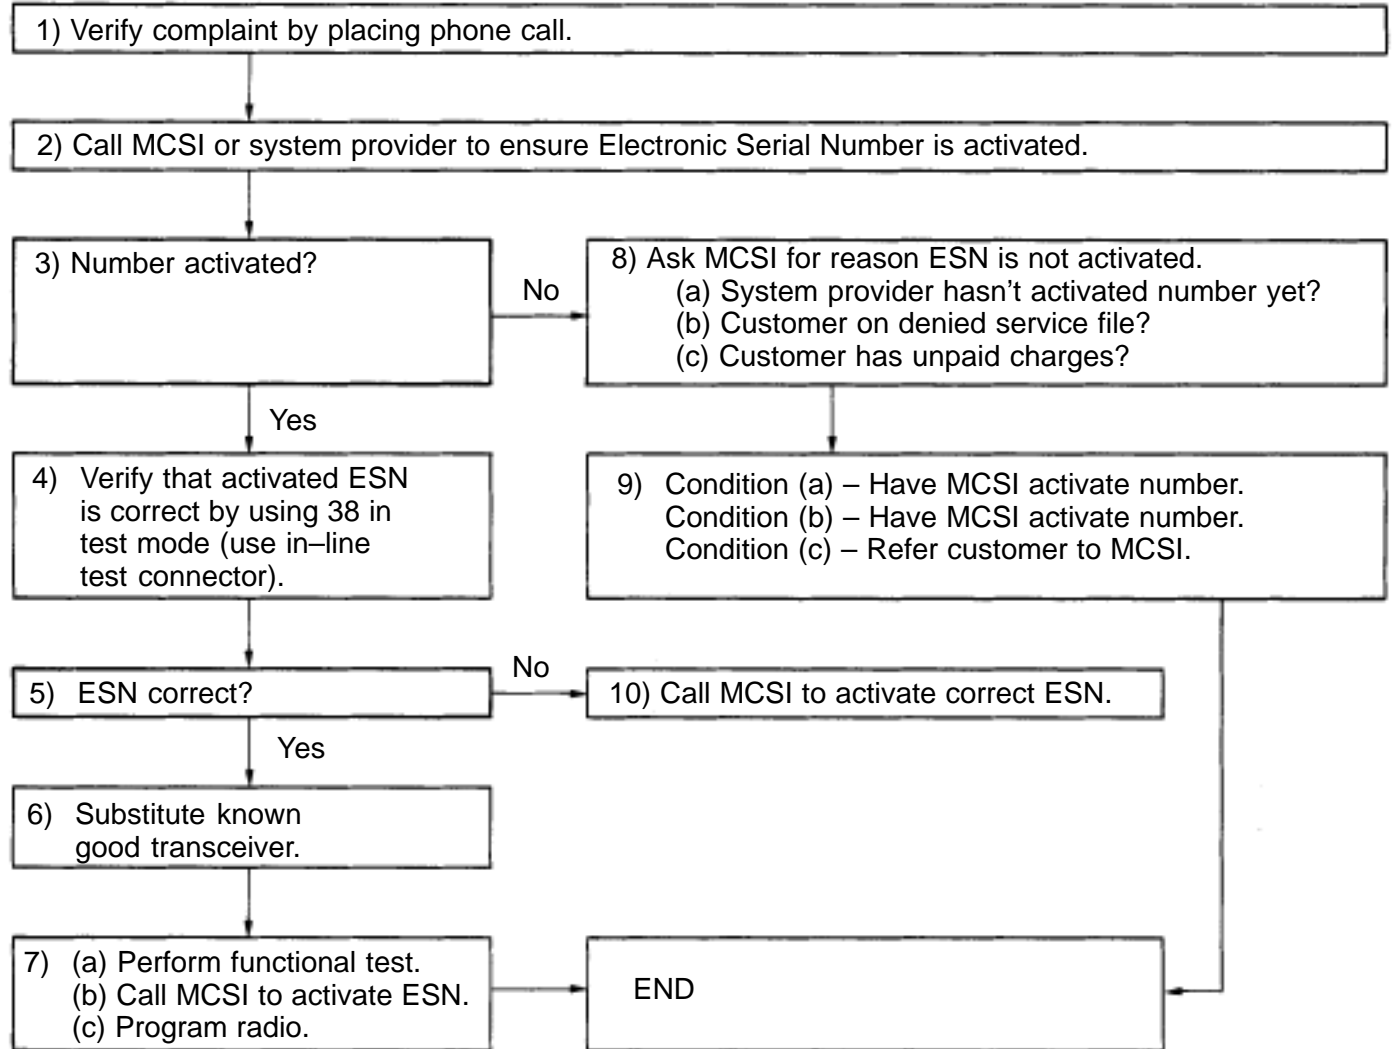 1) Verify complaint by placing phone call.
2) Call MCSI or system provider to ensure Electronic Serial Number is activated.
3) Number activated?
No
8) Ask MCSI for reason ESN is not activated.
(a) System provider hasn't activated number yet?
(b) Customer on denied service file?
(c) Customer has unpaid charges?
Yes
4) Verify that activated ESN
is correct by using 38 in
test mode (use in–line
test connector).
9) Condition (a) – Have MCSI activate number.
Condition (b) – Have MCSI activate number.
Condition (c) – Refer customer to MCSI.
5) ESN correct?
No
10) Call MCSI to activate correct ESN.
Yes
6) Substitute known
good transceiver.
7) (a) Perform functional test.
(b) Call MCSI to activate ESN.
(c) Program radio.
END